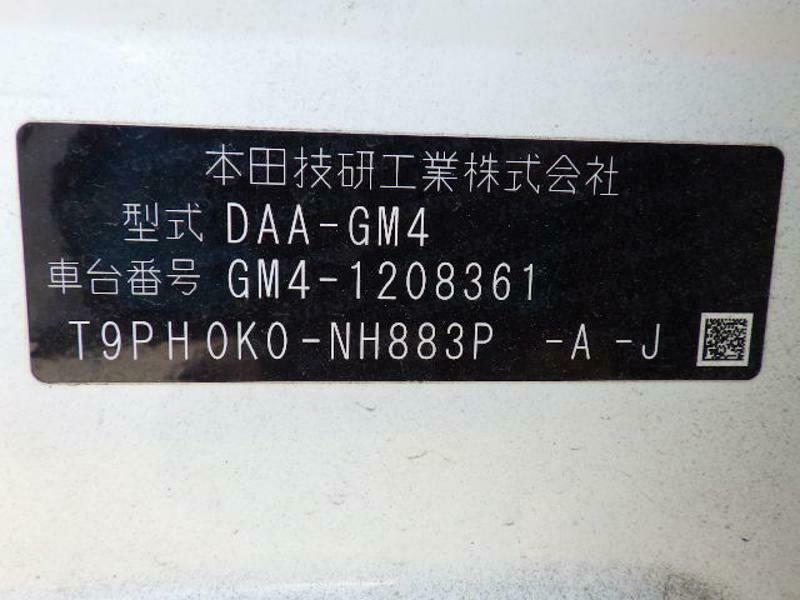 本田技研工業株式会社
型式 DAA-GM4
車台番号 GM4-1208361
T9PH0K0-NH883P -A -J